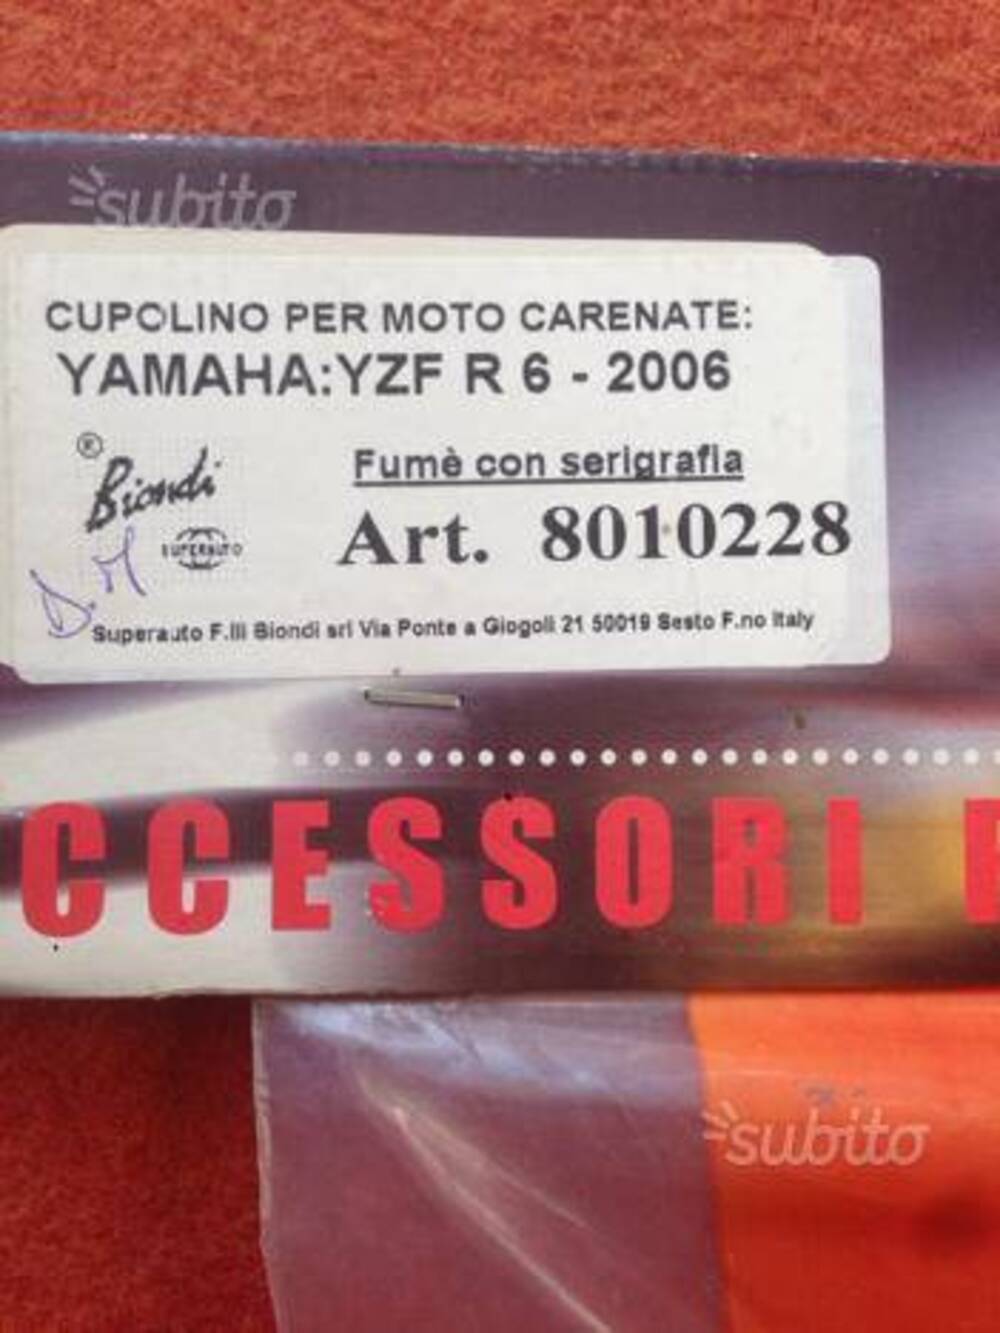 subito
CUPOLINO PER MOTO CARENATE:
YAMAHA:YZF R 6 - 2006
® Biondi
SUPERAUTO
Fumè con serigrafia
Art. 8010228
D.M.
Superauto F.lli Biondi srl Via Ponte a Giogoli 21 50019 Sesto F.no Italy
CCESSORI E
subito